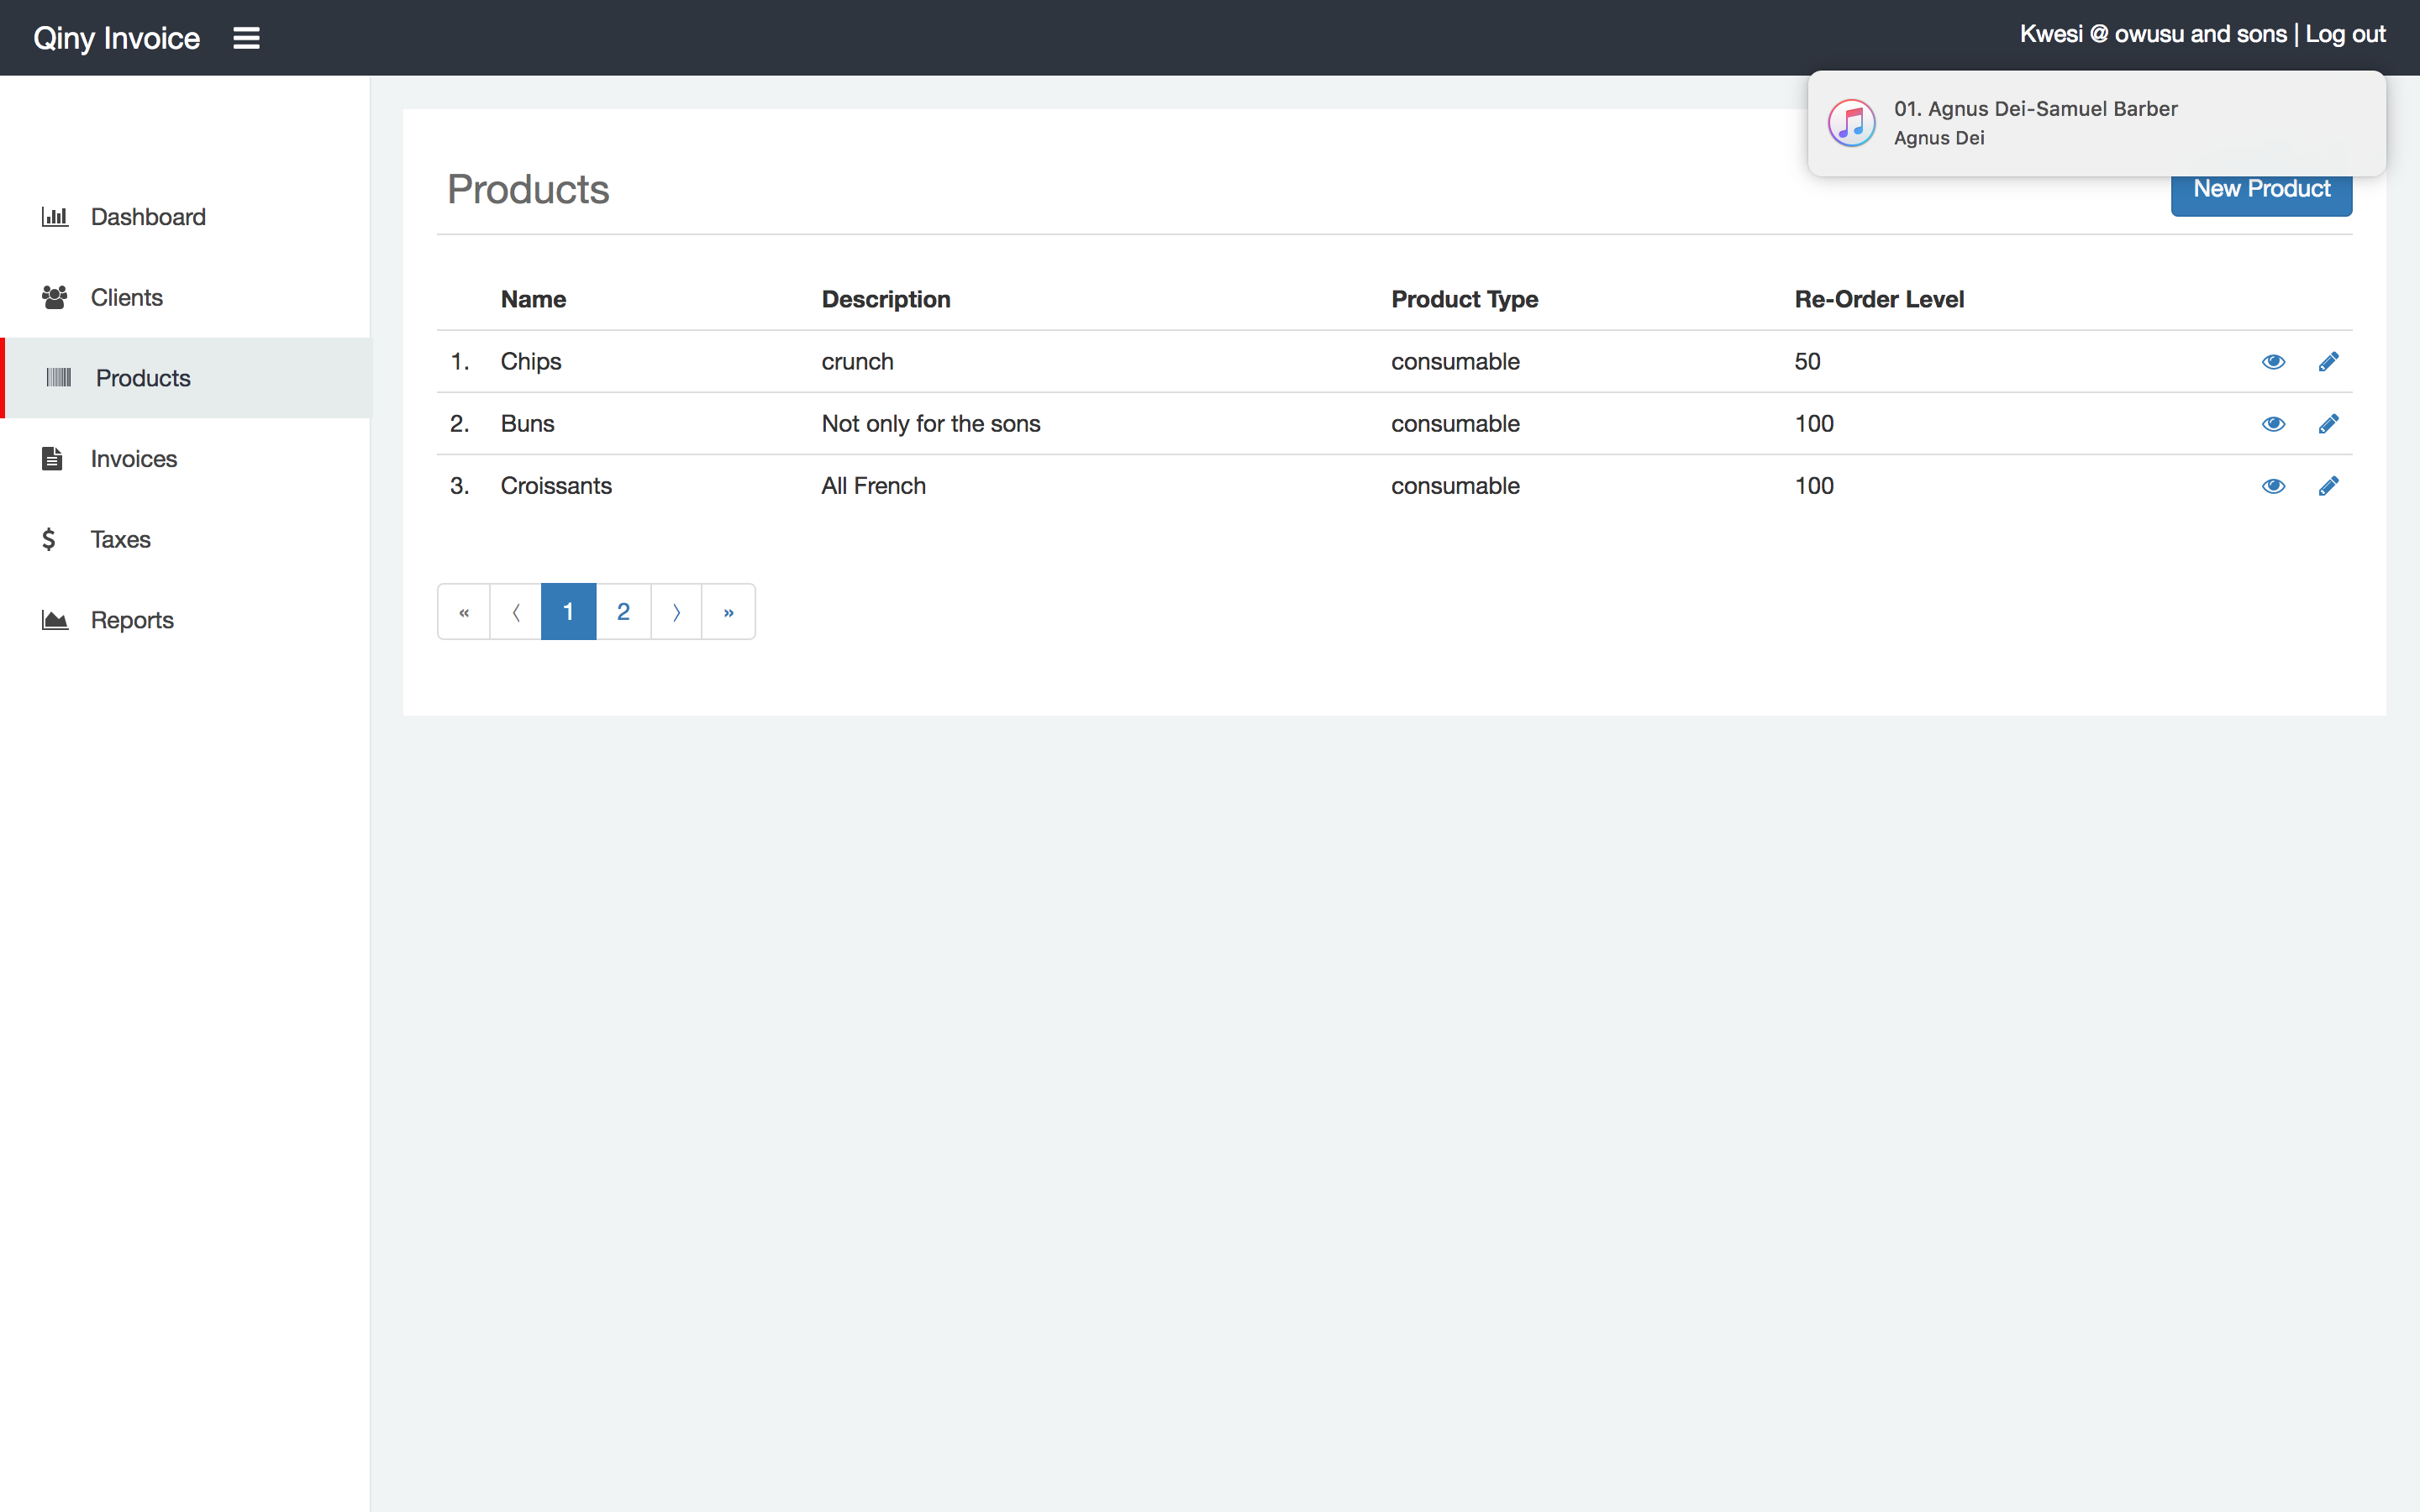 Qiny Invoice
Kwesi @ owusu and sons | Log out
01. Agnus Dei-Samuel Barber
Agnus Dei
Dashboard
Clients
Products
Invoices
Taxes
Reports
Products
New Product
Name Description Product Type Re-Order Level
1. Chips crunch consumable 50
2. Buns Not only for the sons consumable 100
3. Croissants All French consumable 100
« 〈 1 2 〉 »